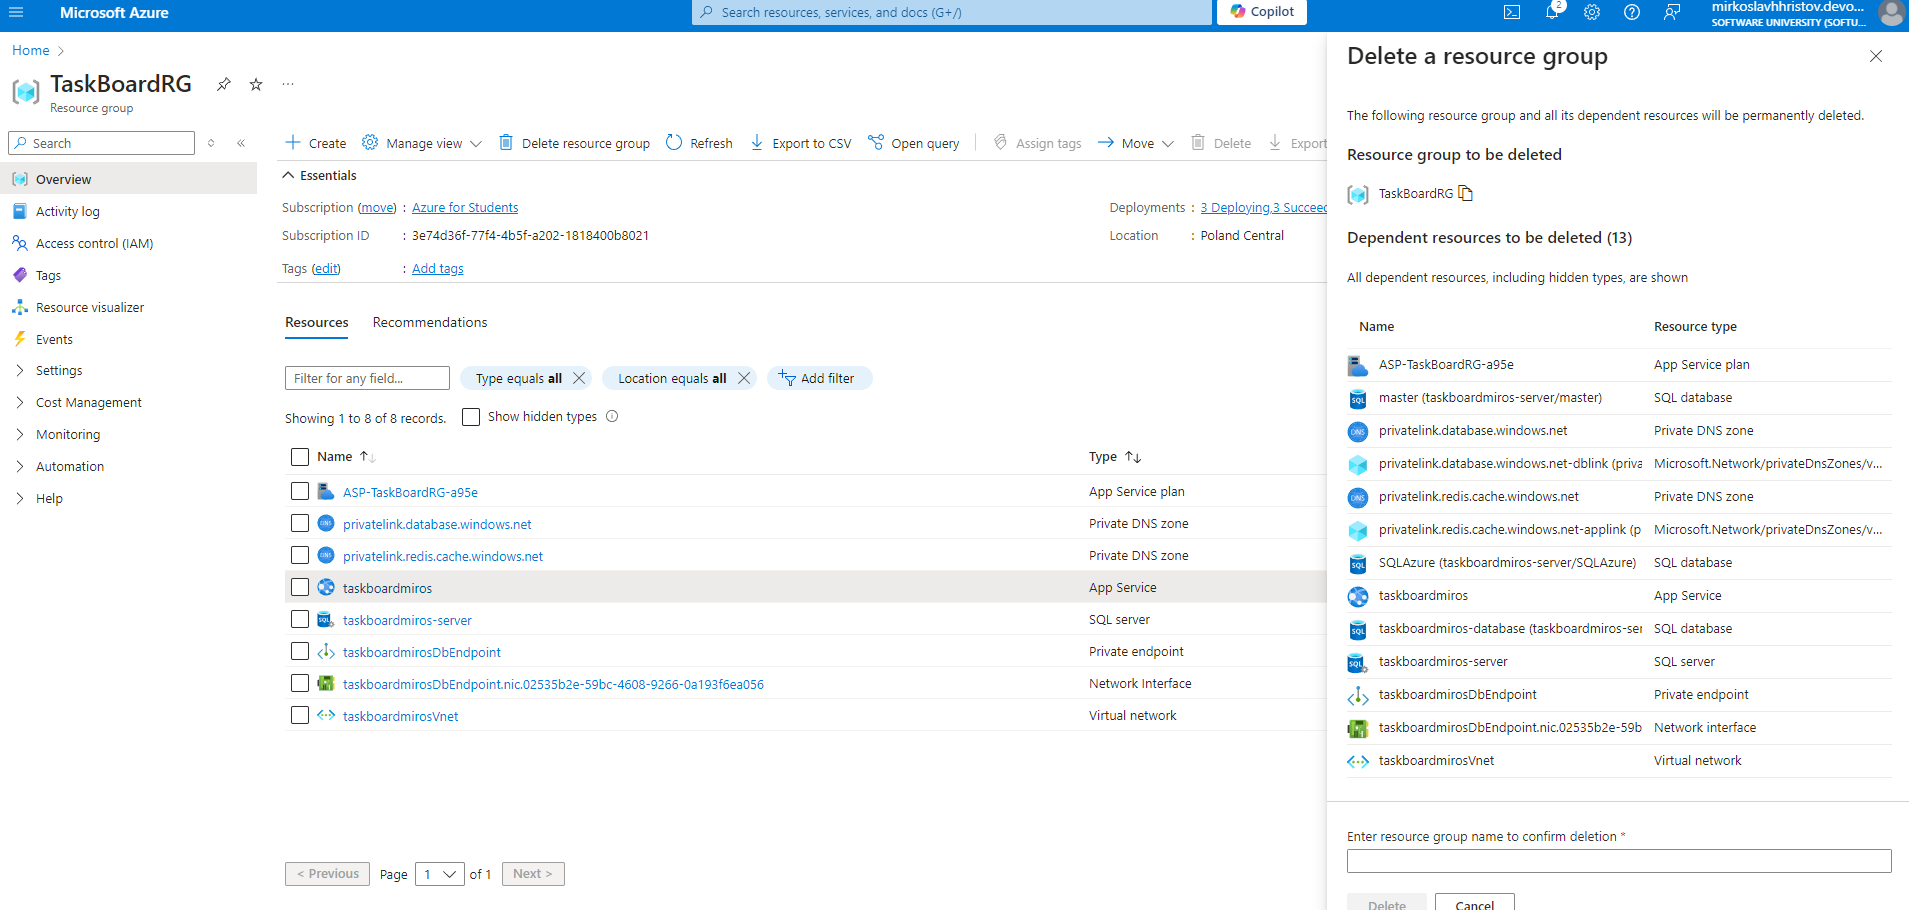 Microsoft Azure
Search resources, services, and docs (G+/)
Copilot
2
mirkoslavhhristov.devo...
SOFTWARE UNIVERSITY (SOFTU...
Home
TaskBoardRG
Resource group
Search
Overview
Activity log
Access control (IAM)
Tags
Resource visualizer
Events
Settings
Cost Management
Monitoring
Automation
Help
Create
Manage view
Delete resource group
Refresh
Export to CSV
Open query
Assign tags
Move
Delete
Export
Essentials
Subscription (move) : Azure for Students
Subscription ID : 3e74d36f-77f4-4b5f-a202-1818400b8021
Tags (edit) : Add tags
Deployments : 3 Deploying,3 Succeed
Location : Poland Central
Resources
Recommendations
Filter for any field...
Type equals all
Location equals all
Add filter
Showing 1 to 8 of 8 records.
Show hidden types
Name Type
ASP-TaskBoardRG-a95e App Service plan
privatelink.database.windows.net Private DNS zone
privatelink.redis.cache.windows.net Private DNS zone
taskboardmiros App Service
taskboardmiros-server SQL server
taskboardmirosDbEndpoint Private endpoint
taskboardmirosDbEndpoint.nic.02535b2e-59bc-4608-9266-0a193f6ea056 Network Interface
taskboardmirosVnet Virtual network
< Previous
Page 1 of 1
Next >
Delete a resource group
The following resource group and all its dependent resources will be permanently deleted.
Resource group to be deleted
TaskBoardRG
Dependent resources to be deleted (13)
All dependent resources, including hidden types, are shown
Name Resource type
ASP-TaskBoardRG-a95e App Service plan
master (taskboardmiros-server/master) SQL database
privatelink.database.windows.net Private DNS zone
privatelink.database.windows.net-dblink (priva Microsoft.Network/privateDnsZones/v...
privatelink.redis.cache.windows.net Private DNS zone
privatelink.redis.cache.windows.net-applink (p Microsoft.Network/privateDnsZones/v...
SQLAzure (taskboardmiros-server/SQLAzure) SQL database
taskboardmiros App Service
taskboardmiros-database (taskboardmiros-ser SQL database
taskboardmiros-server SQL server
taskboardmirosDbEndpoint Private endpoint
taskboardmirosDbEndpoint.nic.02535b2e-59b Network interface
taskboardmirosVnet Virtual network
Enter resource group name to confirm deletion *
Delete
Cancel